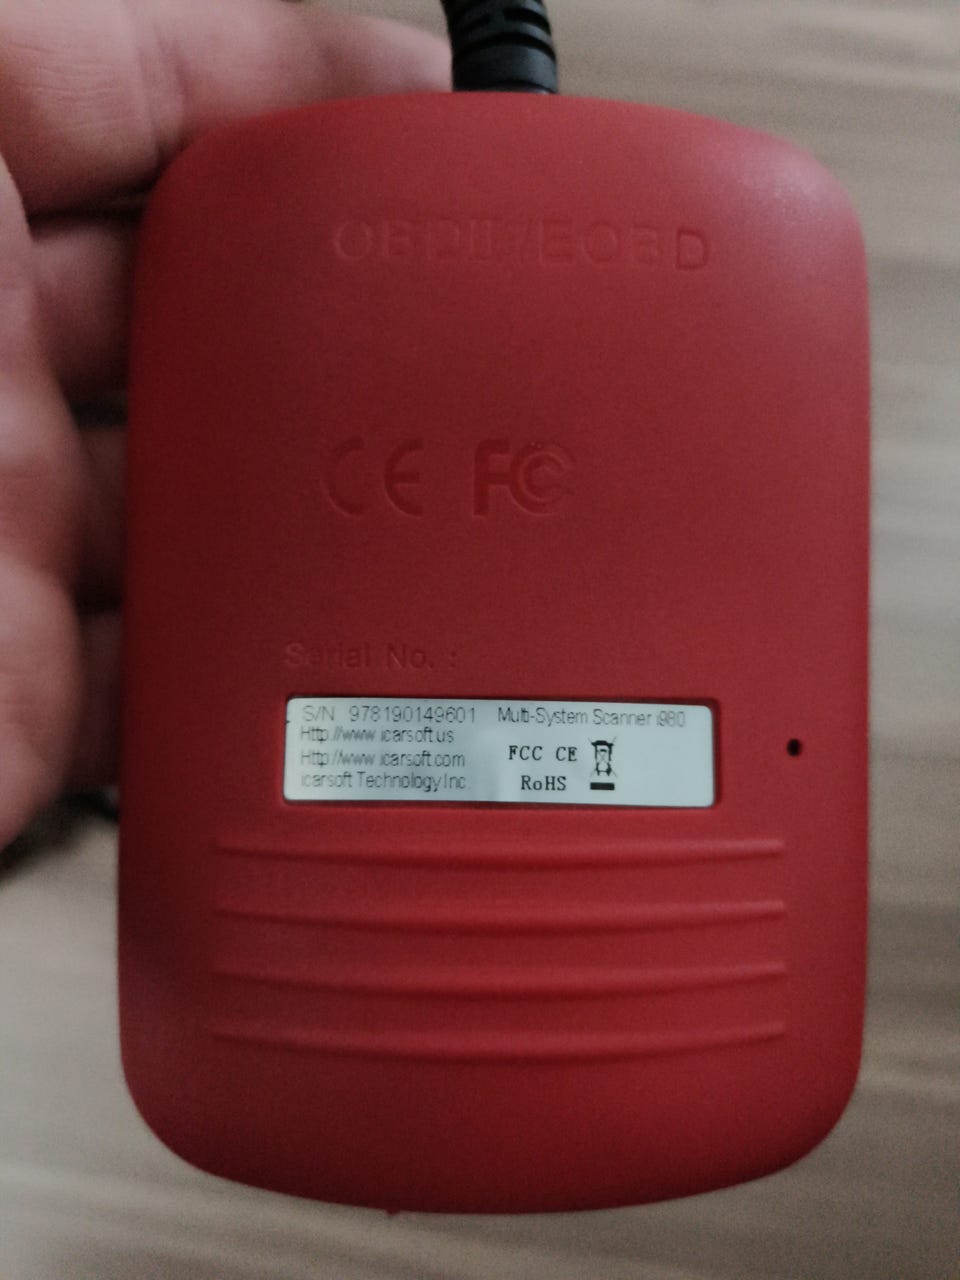 OBDII/EOBD
CE FC
Serial No. :
S/N 978190149601 Multi-System Scanner i980
Http://www.icarsoft.us
Http://www.icarsoft.com
icarsoft Technology Inc.
FCC CE
RoHS